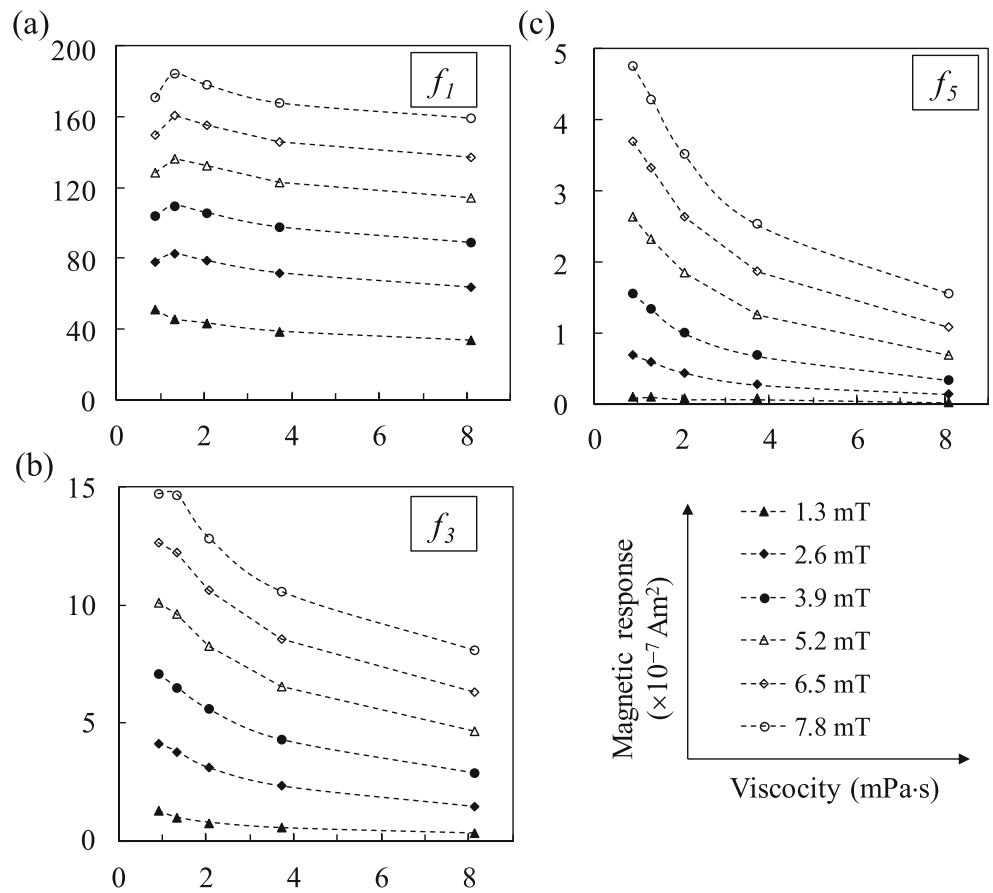 (a)
200
160
120
80
40
0
0 2 4 6 8
f1
(c)
5
4
3
2
1
0
0 2 4 6 8
f5
(b)
15
10
5
0
0 2 4 6 8
f3
Magnetic response
(×10⁻⁷ Am²)
Viscocity (mPa·s)
1.3 mT
2.6 mT
3.9 mT
5.2 mT
6.5 mT
7.8 mT